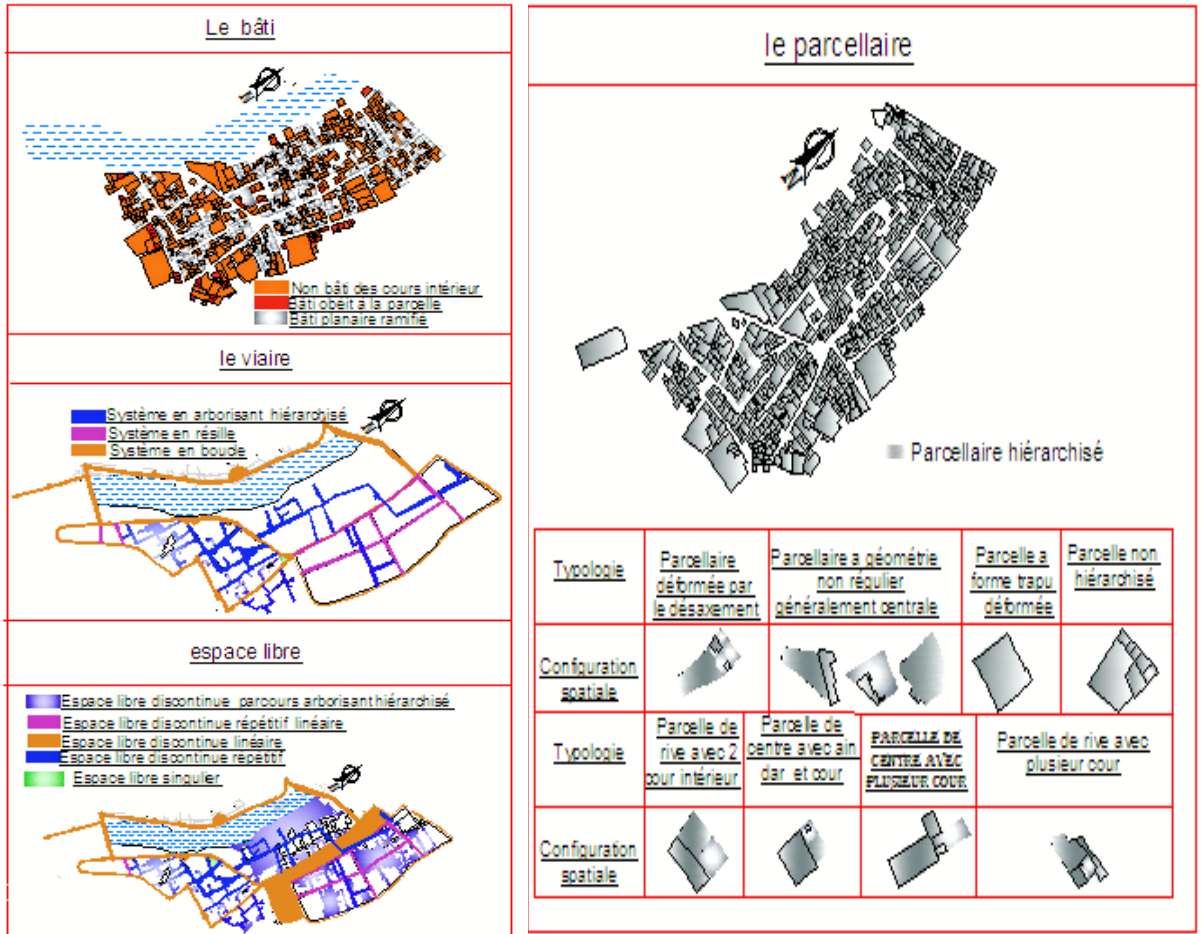 Le bâti
Non bâti des cours intérieur
Bâti obéit à la parcelle
Bâti planaire ramifié
le viaire
Système en arborisant hiérarchisé
Système en résille
Système en boucle
espace libre
Espace libre discontinue parcours arborisant hiérarchisé
Espace libre discontinue répétitif linéaire
Espace libre discontinue linéaire
Espace libre discontinue répétitif
Espace libre singulier
le parcellaire
N
Parcellaire hiérarchisé
Typologie
Parcellaire
déformée par
le désaxement
Parcellaire a géométrie
non régulier
généralement centrale
Parcelle a
forme trapu
déformée
Parcelle non
hiérarchisé
Configuration
spatiale
Typologie
Parcelle de
rive avec 2
cour intérieur
Parcelle de
centre avec ain
dar et cour
PARCELLE DE
CENTRE AVEC
PLUSIEUR COUR
Parcelle de rive avec
plusieur cour
Configuration
spatiale